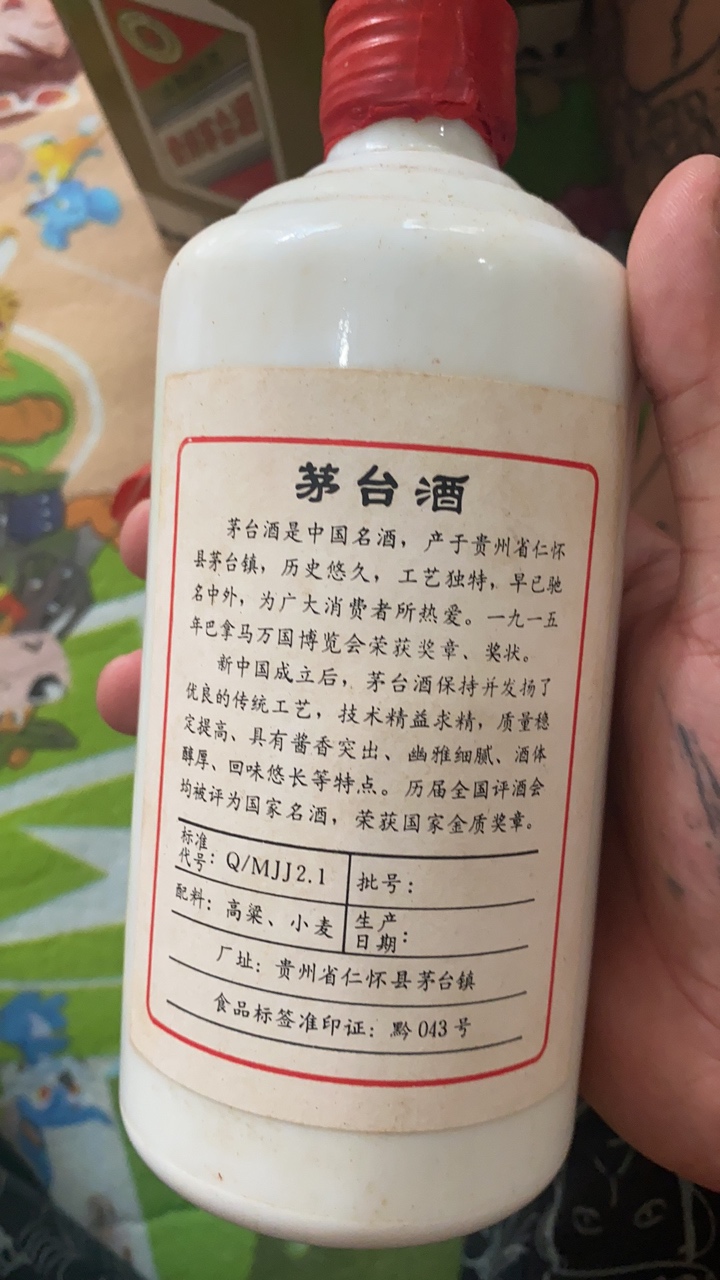 茅台酒
茅台酒是中国名酒，产于贵州省仁怀
县茅台镇，历史悠久，工艺独特，早已驰
名中外，为广大消费者所热爱。一九一五
年巴拿马万国博览会荣获奖章、奖状。
新中国成立后，茅台酒保持并发扬了
优良的传统工艺，技术精益求精，质量稳
定提高、具有酱香突出、幽雅细腻、酒体
醇厚、回味悠长等特点。历届全国评酒会
均被评为国家名酒，荣获国家金质奖章。
标准代号：Q/MJJ2.1 批号：
配料：高粱、小麦 生产日期：
厂址：贵州省仁怀县茅台镇
食品标签准印证：黔043号